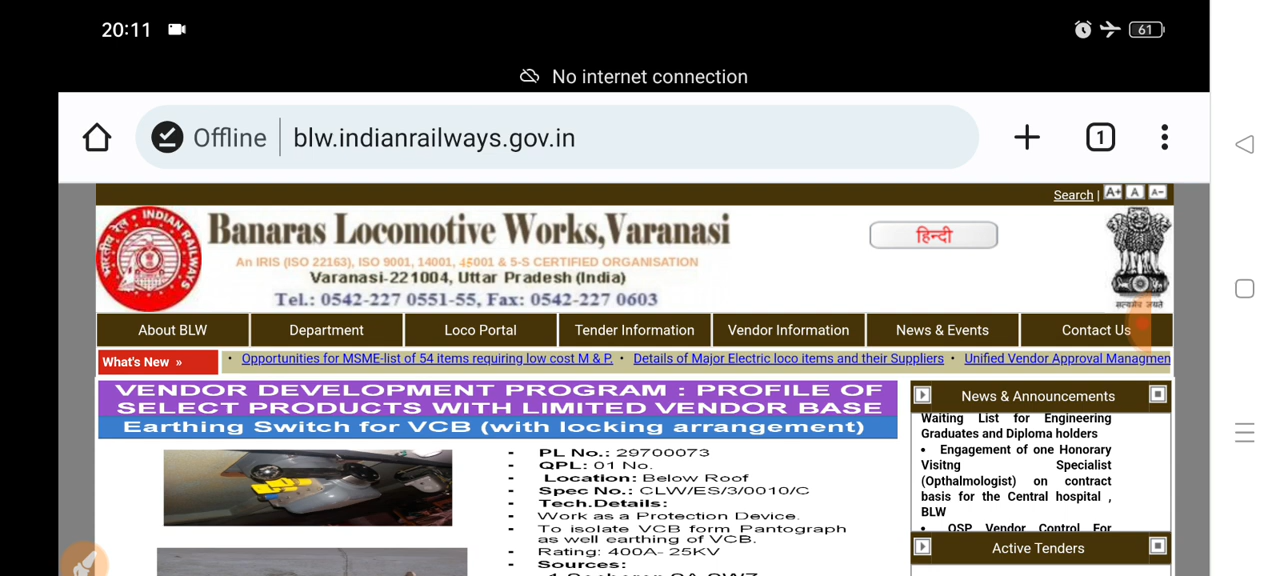 20:11
61
No internet connection
Offline blw.indianrailways.gov.in
1
Search | A+ A A-
INDIAN RAILWAYS
भारतीय रेल
Banaras Locomotive Works,Varanasi
हिन्दी
An IRIS (ISO 22163), ISO 9001, 14001, 45001 & 5-S CERTIFIED ORGANISATION
Varanasi-221004, Uttar Pradesh (India)
Tel.: 0542-227 0551-55, Fax: 0542-227 0603
सत्यमेव जयते
About BLW Department Loco Portal Tender Information Vendor Information News & Events Contact Us
What's New » • Opportunities for MSME-list of 54 items requiring low cost M & P. • Details of Major Electric loco items and their Suppliers • Unified Vendor Approval Managmen
VENDOR DEVELOPMENT PROGRAM : PROFILE OF
SELECT PRODUCTS WITH LIMITED VENDOR BASE
Earthing Switch for VCB (with locking arrangement)
- PL No.: 29700073
- QPL: 01 No.
- Location: Below Roof
- Spec No.: CLW/ES/3/0010/C
- Tech.Details:
- Work as a Protection Device.
- To isolate VCB form Pantograph
as well earthing of VCB.
- Rating: 400A- 25KV
- Sources:
News & Announcements
Waiting List for Engineering
Graduates and Diploma holders
• Engagement of one Honorary
Visitng Specialist
(Opthalmologist) on contract
basis for the Central hospital ,
BLW
• OSP Vendor Control For
Active Tenders